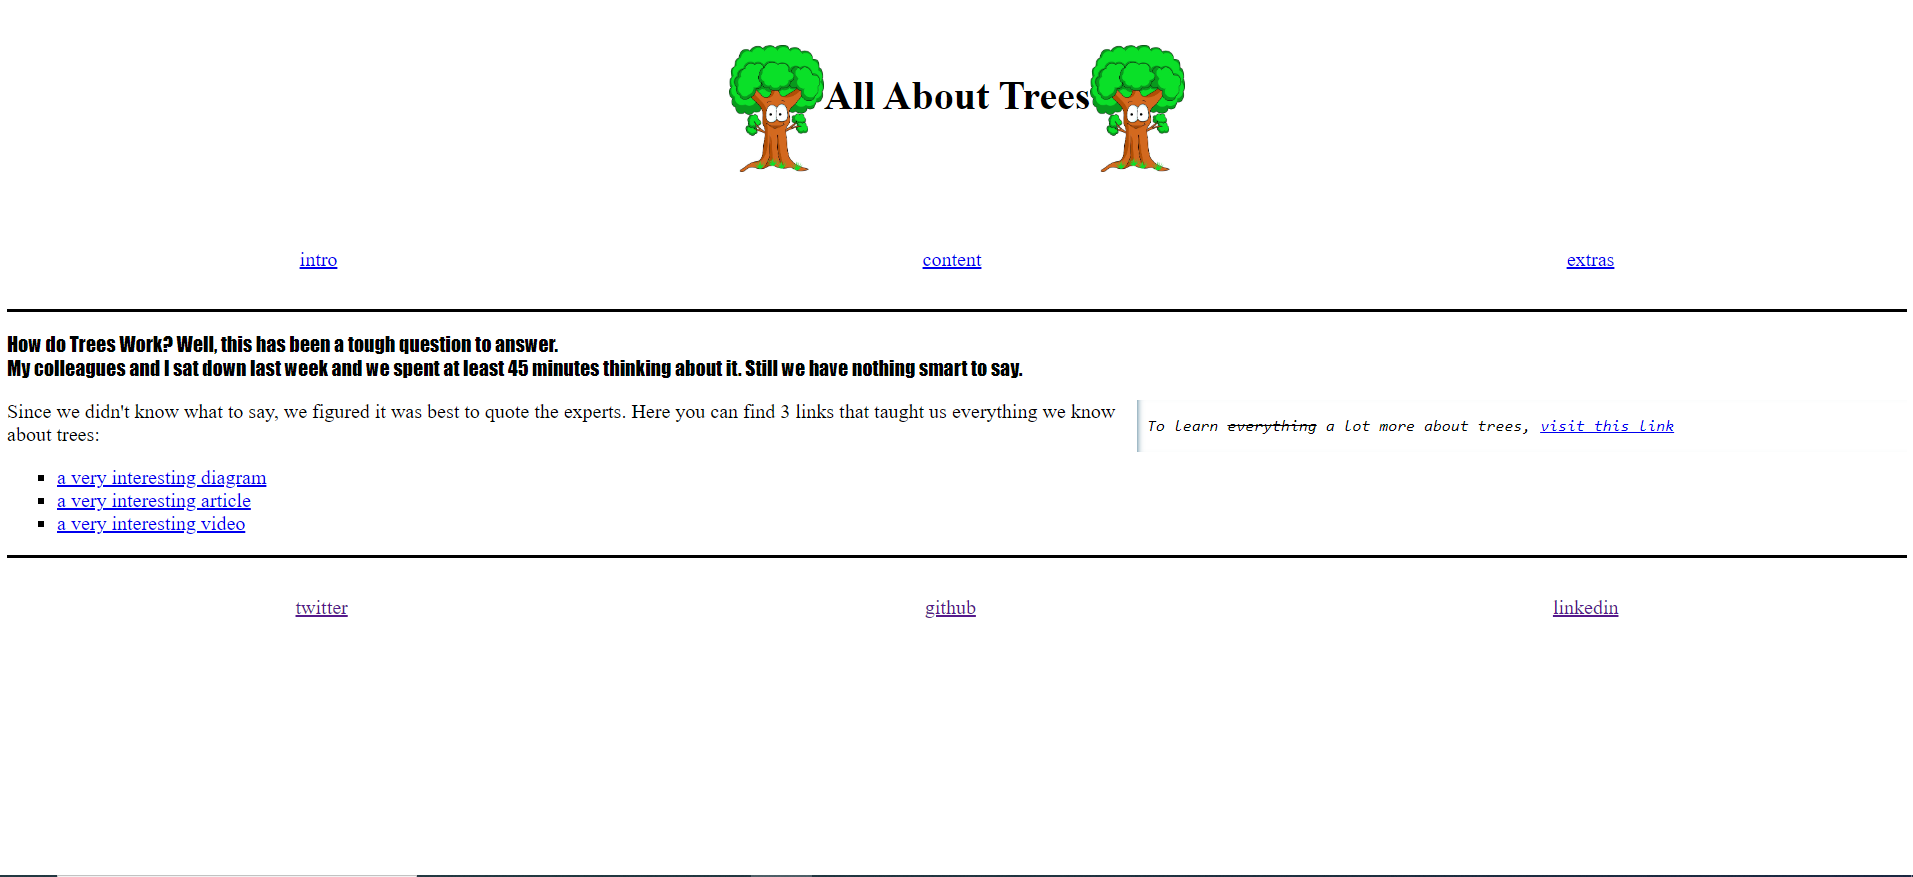 All About Trees
intro
content
extras
How do Trees Work? Well, this has been a tough question to answer.
My colleagues and I sat down last week and we spent at least 45 minutes thinking about it. Still we have nothing smart to say.
Since we didn't know what to say, we figured it was best to quote the experts. Here you can find 3 links that taught us everything we know
about trees:
a very interesting diagram
a very interesting article
a very interesting video
To learn everything a lot more about trees, visit this link
twitter
github
linkedin